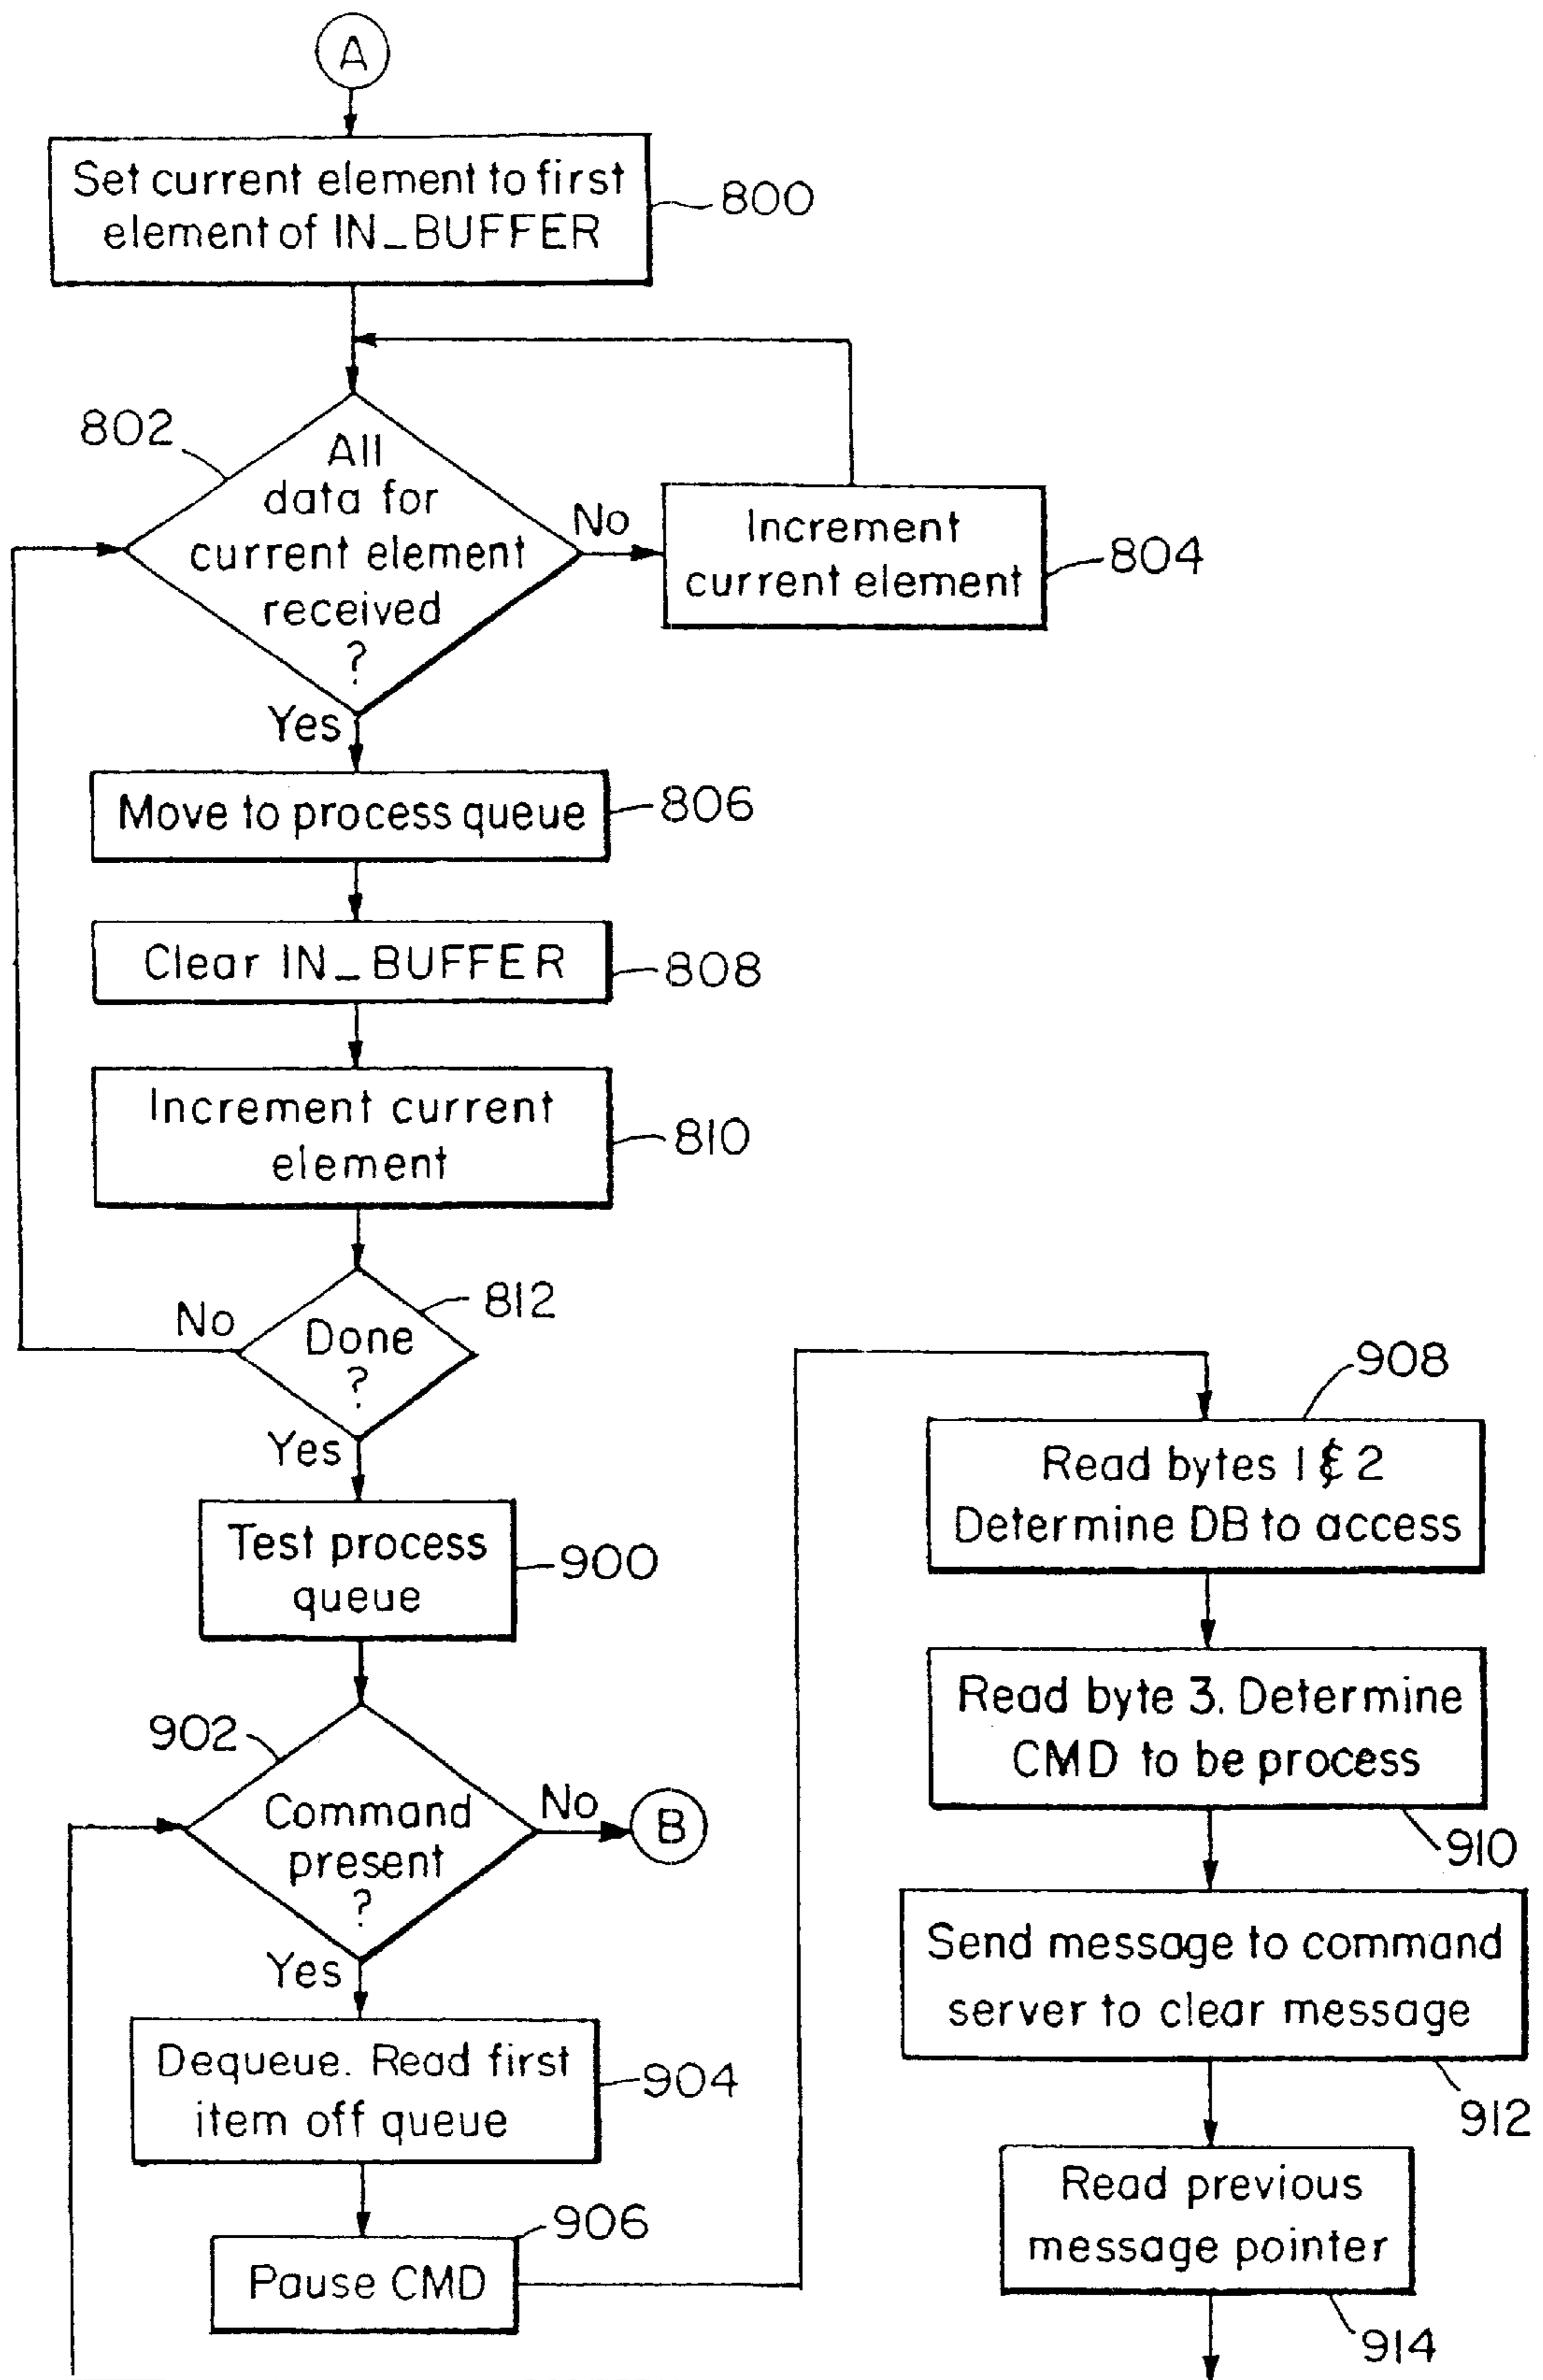 A
Set current element to first
element of IN_BUFFER
800
802
All
data for
current element
received
?
No
Increment
current element
804
Yes
Move to process queue
806
Clear IN_BUFFER
808
Increment current
element
810
812
No
Done
?
Yes
Test process
queue
900
902
Command
present
?
No
B
Yes
Dequeue. Read first
item off queue
904
906
Pause CMD
908
Read bytes 1 & 2
Determine DB to access
Read byte 3. Determine
CMD to be process
910
Send message to command
server to clear message
912
Read previous
message pointer
914